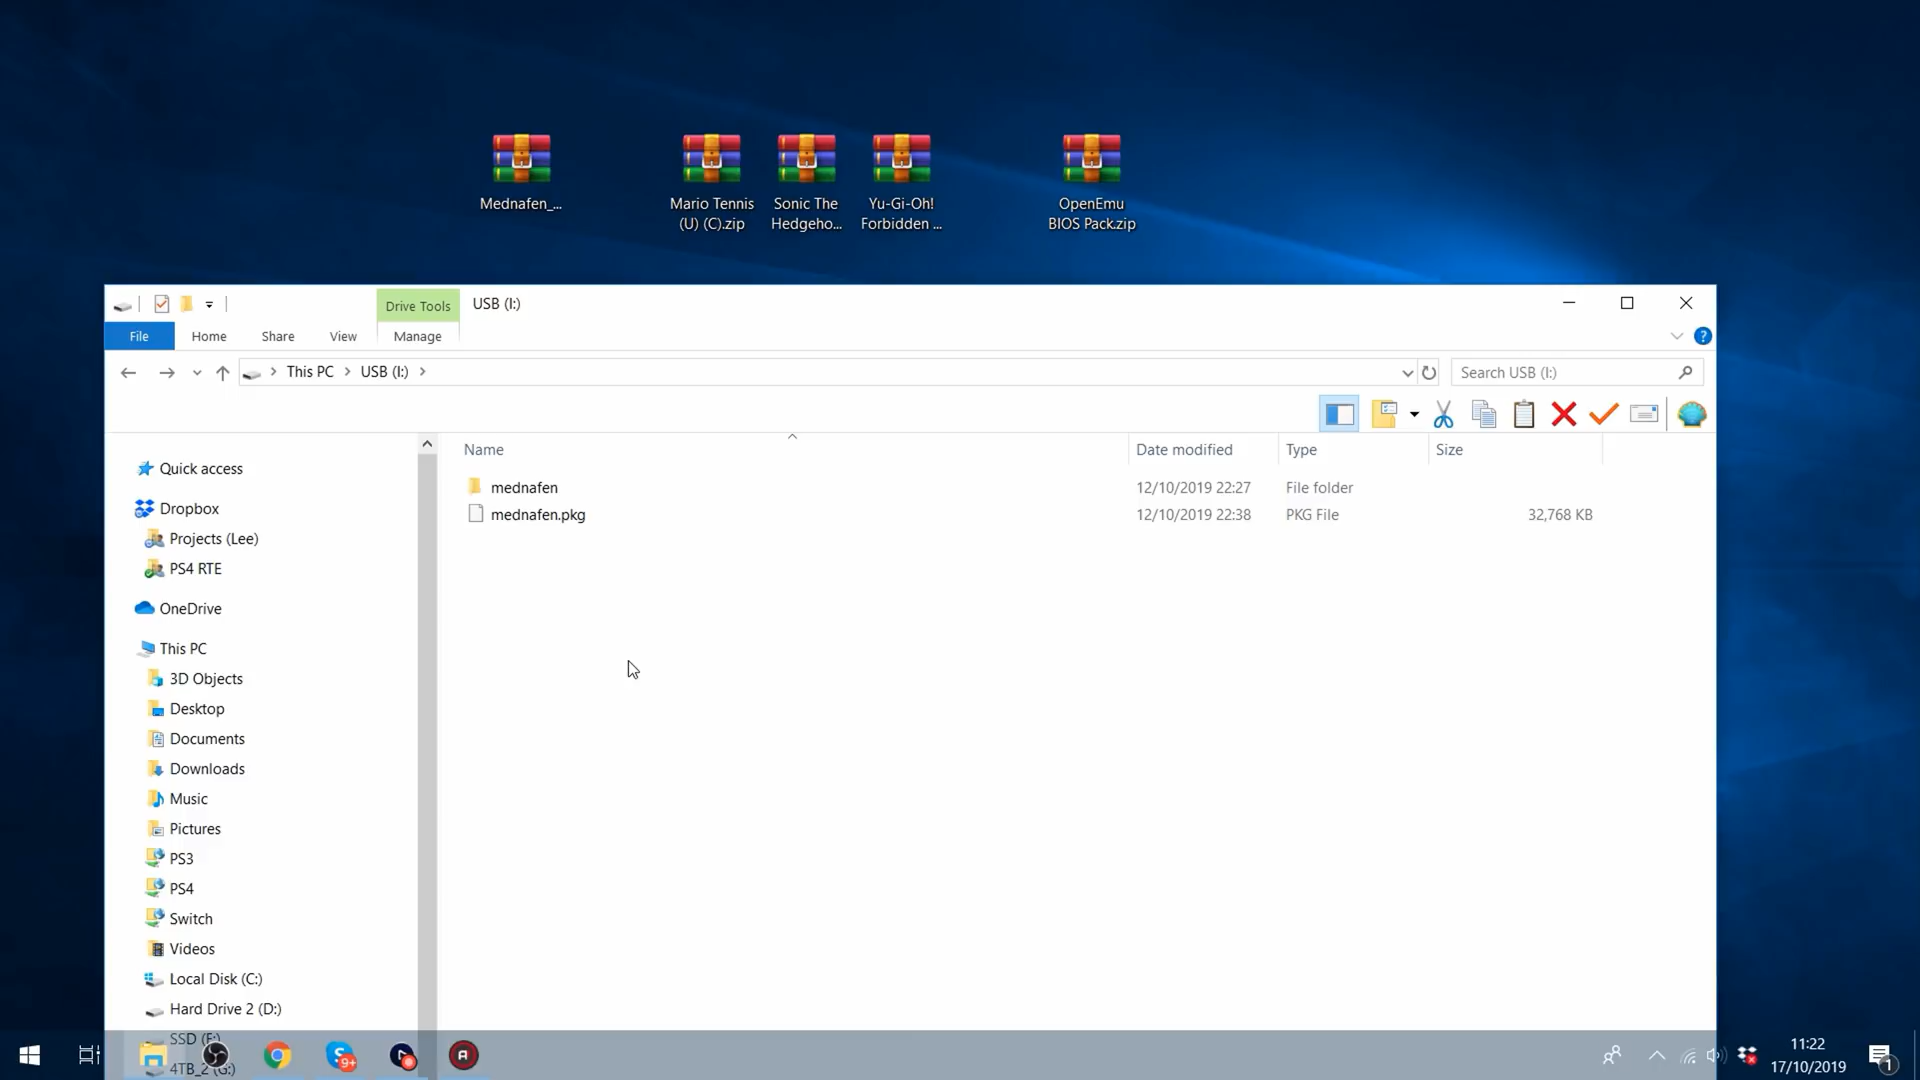 Mednafen_...
Mario Tennis
(U) (C).zip
Sonic The
Hedgeho...
Yu-Gi-Oh!
Forbidden ...
OpenEmu
BIOS Pack.zip
Drive Tools
USB (I:)
File
Home
Share
View
Manage
?
This PC
USB (I:)
Search USB (I:)
Name
Date modified
Type
Size
mednafen
12/10/2019 22:27
File folder
mednafen.pkg
12/10/2019 22:38
PKG File
32,768 KB
Quick access
Dropbox
Projects (Lee)
PS4 RTE
OneDrive
This PC
3D Objects
Desktop
Documents
Downloads
Music
Pictures
PS3
PS4
Switch
Videos
Local Disk (C:)
Hard Drive 2 (D:)
SSD (F:)
4TB_2 (G:)
S
9+
A
11:22
17/10/2019
1